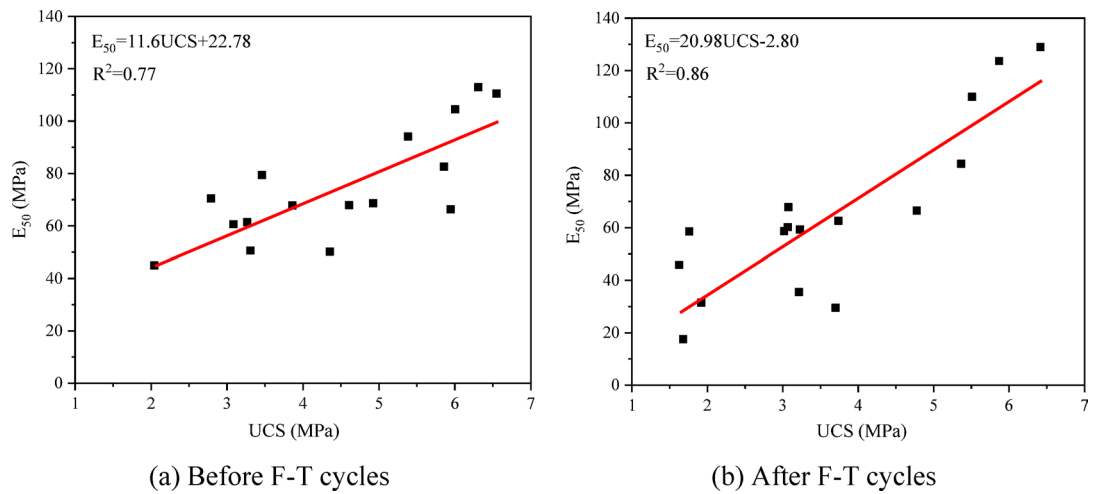 E₅₀=11.6UCS+22.78
R²=0.77
E₅₀ (MPa)
140
120
100
80
60
40
20
0
1 2 3 4 5 6 7
UCS (MPa)
(a) Before F-T cycles
E₅₀=20.98UCS-2.80
R²=0.86
E₅₀ (MPa)
140
120
100
80
60
40
20
0
1 2 3 4 5 6 7
UCS (MPa)
(b) After F-T cycles